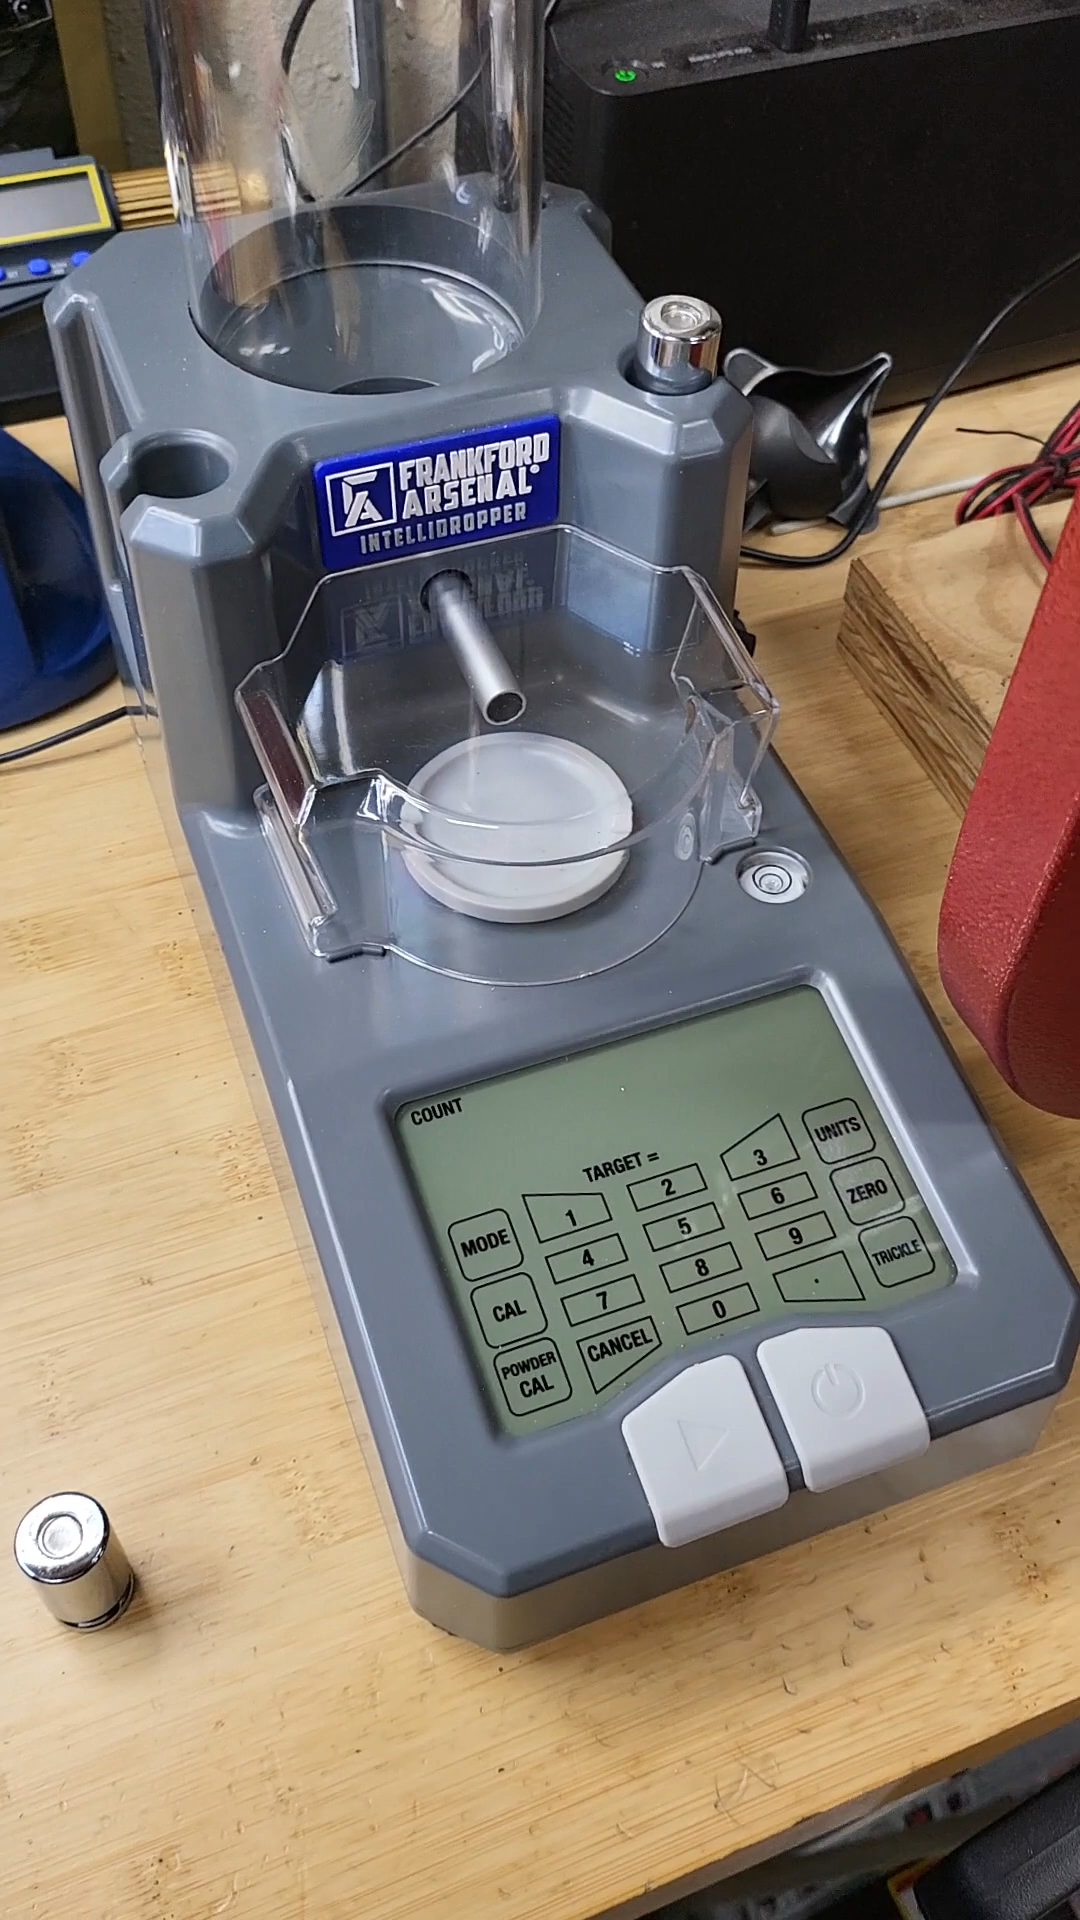 FRANKFORD
ARSENAL®
INTELLIDROPPER
COUNT
TARGET =
MODE
1
2
3
UNITS
CAL
4
5
6
ZERO
POWDER
CAL
7
8
9
TRICKLE
CANCEL
0
.